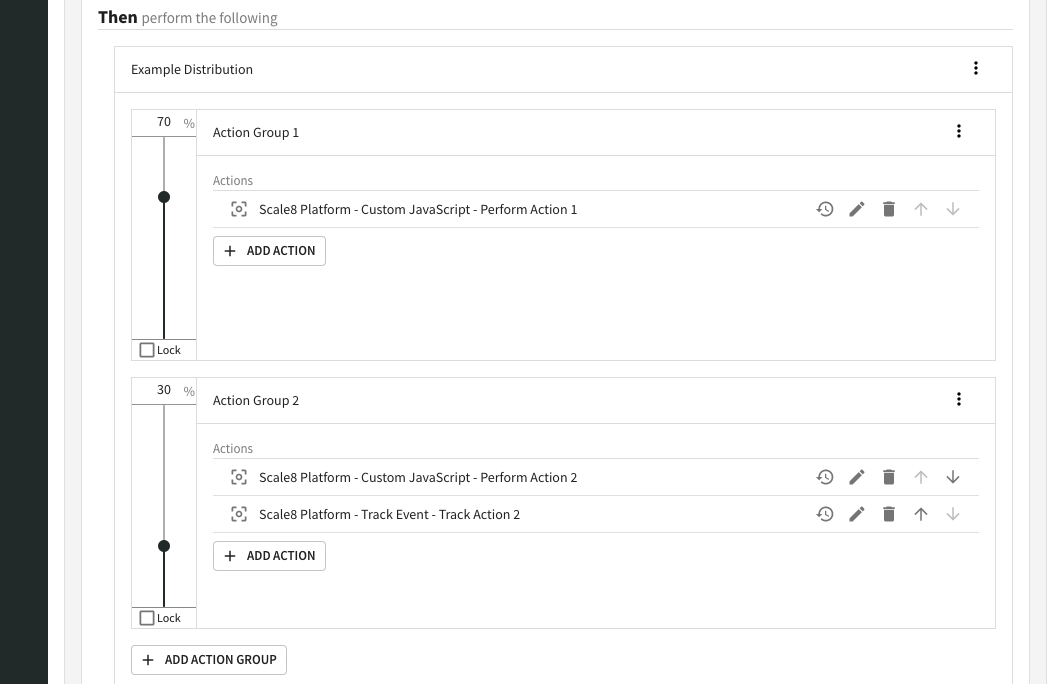 Then perform the following
Example Distribution
70 %
Action Group 1
Actions
Scale8 Platform - Custom JavaScript - Perform Action 1
+ ADD ACTION
Lock
30 %
Action Group 2
Actions
Scale8 Platform - Custom JavaScript - Perform Action 2
Scale8 Platform - Track Event - Track Action 2
+ ADD ACTION
Lock
+ ADD ACTION GROUP